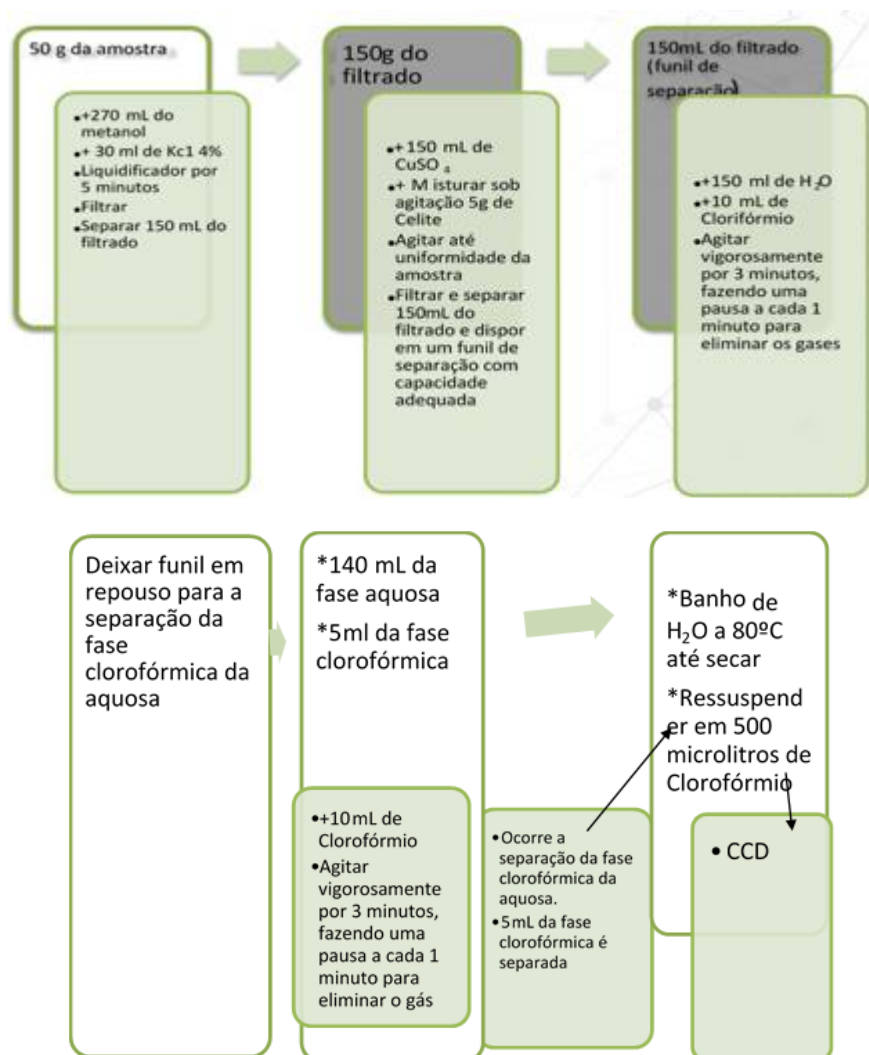 50 g da amostra
•+270 mL do
metanol
•+ 30 ml de Kc1 4%
•Liquidificador por
5 minutos
•Filtrar
•Separar 150 mL do
filtrado
150g do
filtrado
•+150 mL de
CuSO 4
•+ M isturar sob
agitação 5g de
Celite
•Agitar até
uniformidade da
amostra
•Filtrar e separar
150mL do
filtrado e dispor
em um funil de
separação com
capacidade
adequada
150mL do filtrado
(funil de
separação)
•+150 ml de H2O
•+10 mL de
Clorifórmio
•Agitar
vigorosamente
por 3 minutos,
fazendo uma
pausa a cada 1
minuto para
eliminar os gases
Deixar funil em
repouso para a
separação da
fase
clorofórmica da
aquosa
*140 mL da
fase aquosa
*5ml da fase
clorofórmica
•+10mL de
Clorofórmio
•Agitar
vigorosamente
por 3 minutos,
fazendo uma
pausa a cada 1
minuto para
eliminar o gás
•Ocorre a
separação da fase
clorofórmica da
aquosa.
•5mL da fase
clorofórmica é
separada
*Banho de
H2O a 80ºC
até secar
*Ressuspend
er em 500
microlitros de
Clorofórmio
• CCD